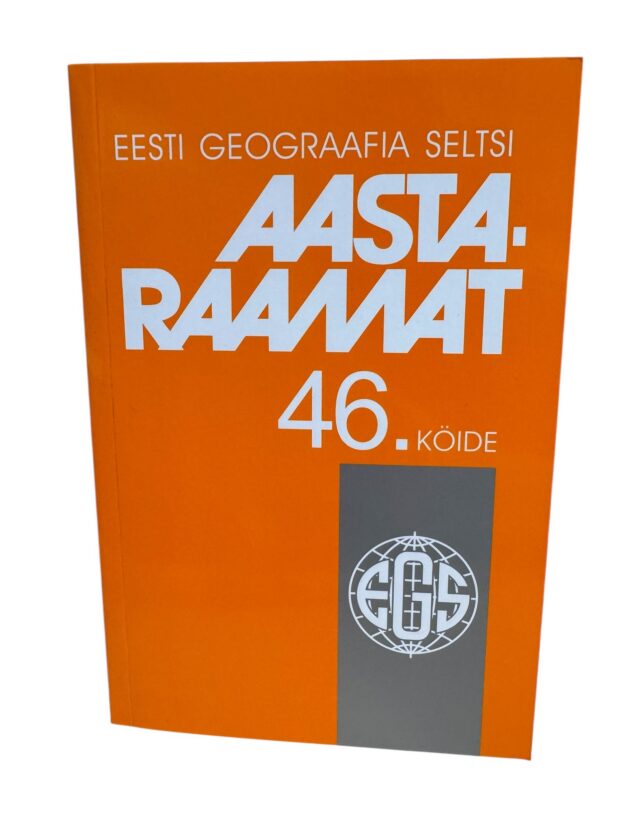 EESTI GEOGRAAFIA SELTSI
AASTA-
RAAMAT
46. KÖIDE
EGS